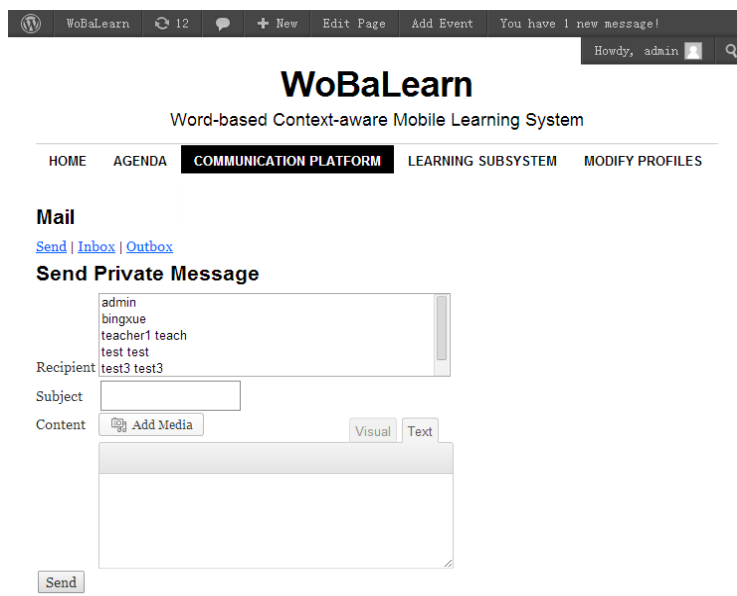 WoBaLearn 12 New Edit Page Add Event You have 1 new message!
Howdy, admin
WoBaLearn
Word-based Context-aware Mobile Learning System
HOME AGENDA COMMUNICATION PLATFORM LEARNING SUBSYSTEM MODIFY PROFILES
Mail
Send | Inbox | Outbox
Send Private Message
admin
bingxue
teacher1 teach
test test
Recipient test3 test3
Subject
Content Add Media Visual Text
Send